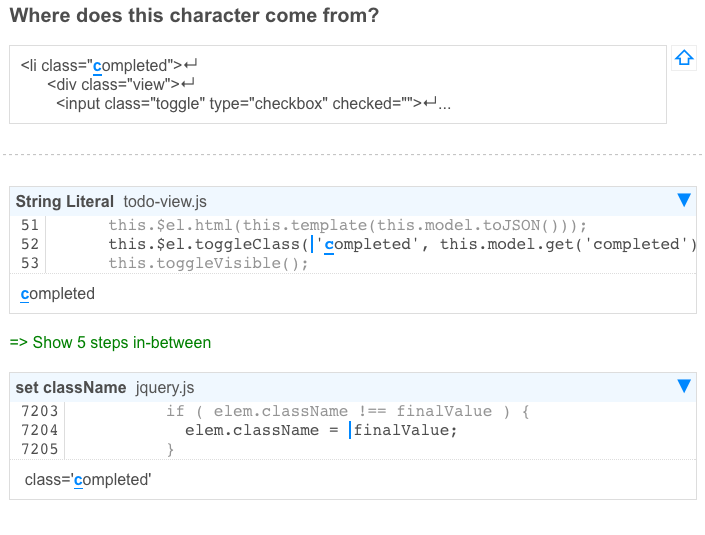 Where does this character come from?
<li class="completed">↵
<div class="view">↵
<input class="toggle" type="checkbox" checked="">↵...
String Literal todo-view.js
51 this.$el.html(this.template(this.model.toJSON()));
52 this.$el.toggleClass('completed', this.model.get('completed')
53 this.toggleVisible();
completed
=> Show 5 steps in-between
set className jquery.js
7203 if ( elem.className !== finalValue ) {
7204 elem.className = finalValue;
7205 }
class='completed'